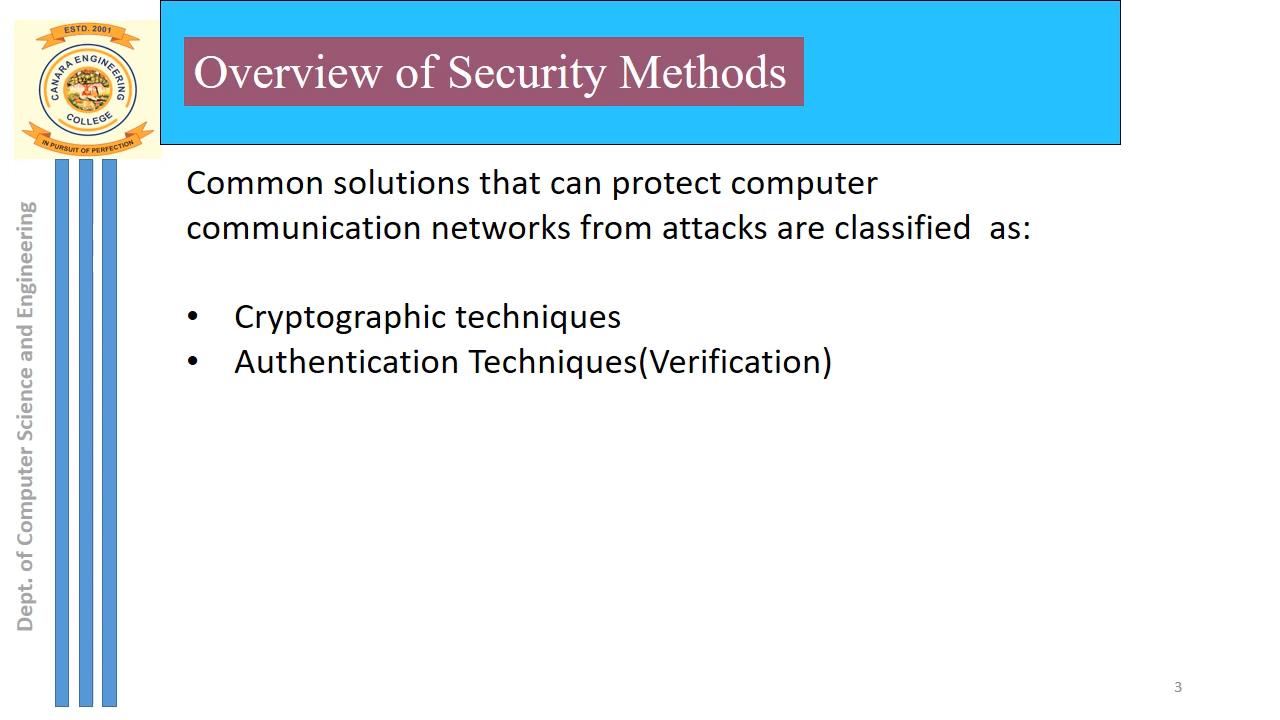 ESTD. 2001
CANARA ENGINEERING
COLLEGE
IN PURSUIT OF PERFECTION
Overview of Security Methods
Common solutions that can protect computer
communication networks from attacks are classified  as:
• Cryptographic techniques
• Authentication Techniques(Verification)
Dept. of Computer Science and Engineering
3